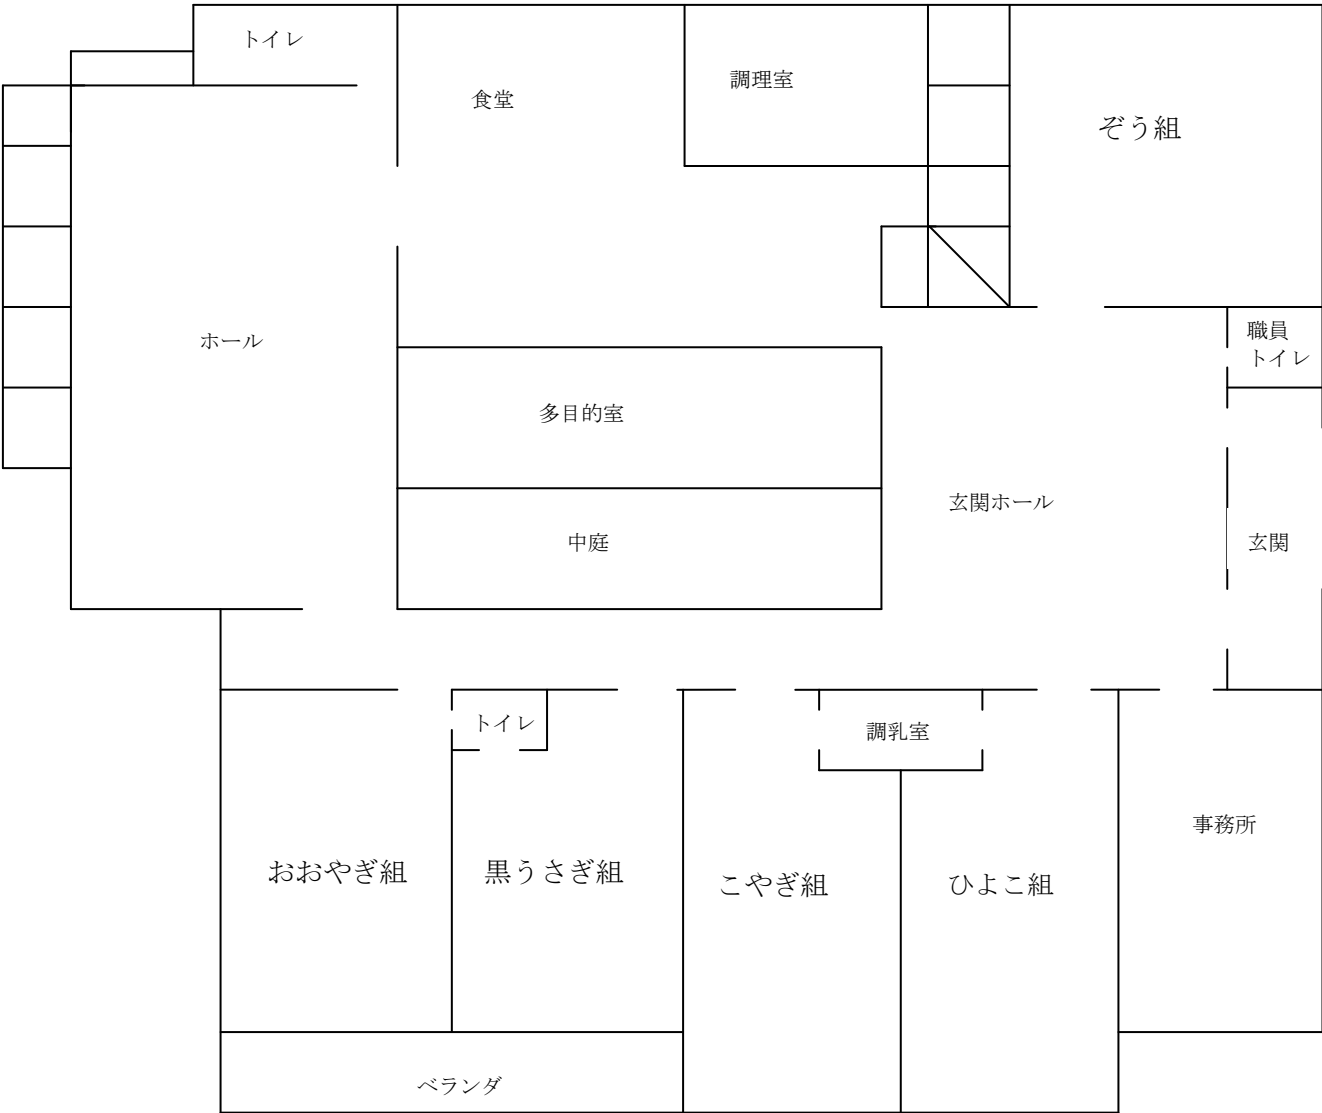 トイレ
食堂
調理室
ぞう組
ホール
職員
トイレ
多目的室
玄関ホール
中庭
玄関
トイレ
調乳室
事務所
おおやぎ組
黒うさぎ組
こやぎ組
ひよこ組
ベランダ